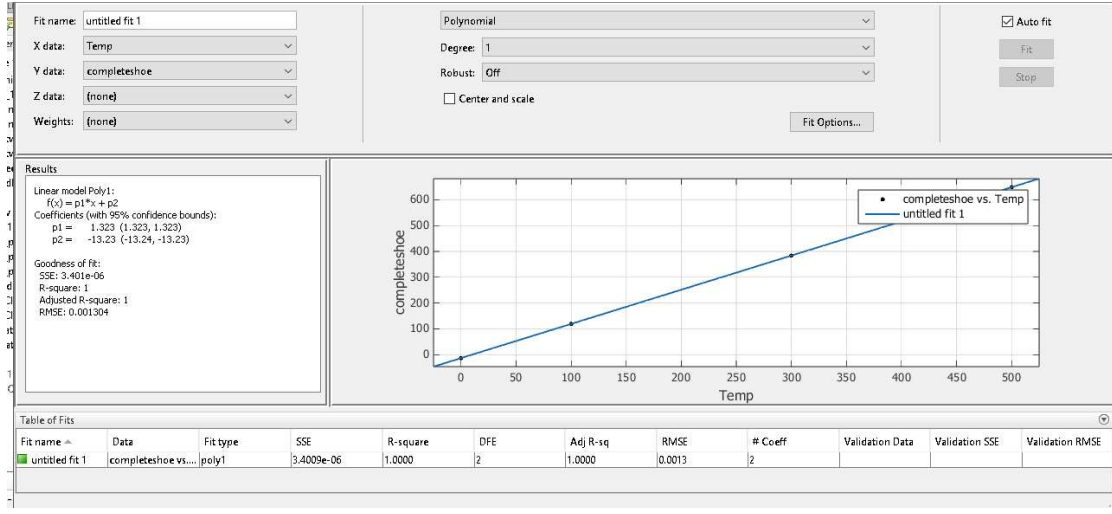 Fit name: untitled fit 1
X data: Temp
Y data: completeshoe
Z data: (none)
Weights: (none)
Polynomial
Degree: 1
Robust: Off
Center and scale
Fit Options...
Auto fit
Fit
Stop
Results
Linear model Poly1:
f(x) = p1*x + p2
Coefficients (with 95% confidence bounds):
p1 = 1.323 (1.323, 1.323)
p2 = -13.23 (-13.24, -13.23)
Goodness of fit:
SSE: 3.401e-06
R-square: 1
Adjusted R-square: 1
RMSE: 0.001304
completeshoe
600
500
400
300
200
100
0
completeshoe vs. Temp
untitled fit 1
0 50 100 150 200 250 300 350 400 450 500
Temp
Table of Fits
Fit name Data Fit type SSE R-square DFE Adj R-sq RMSE # Coeff Validation Data Validation SSE Validation RMSE
untitled fit 1 completeshoe vs.... poly1 3.4009e-06 1.0000 2 1.0000 0.0013 2